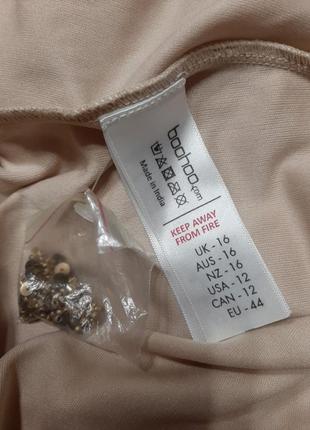 boohoo.com
Made in India
KEEP AWAY
FROM FIRE
UK - 16
AUS - 16
NZ - 16
USA - 12
CAN - 12
EU - 44